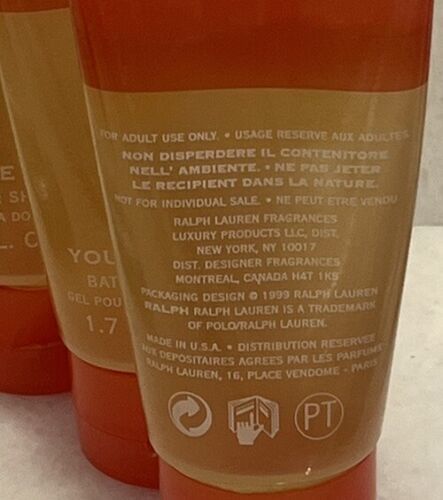 FOR ADULT USE ONLY. • USAGE RESERVE AUX ADULTES.
NON DISPERDERE IL CONTENITORE
NELL' AMBIENTE. • NE PAS JETER
LE RECIPIENT DANS LA NATURE.
NOT FOR INDIVIDUAL SALE. • NE PEUT ETRE VENDU
RALPH LAUREN FRAGRANCES
LUXURY PRODUCTS LLC, DIST.
NEW YORK, NY 10017
DIST. DESIGNER FRAGRANCES
MONTREAL, CANADA H4T 1K5
PACKAGING DESIGN © 1999 RALPH LAUREN
RALPH RALPH LAUREN IS A TRADEMARK
OF POLO/RALPH LAUREN.
MADE IN U.S.A. • DISTRIBUTION RESERVEE
AUX DEPOSITAIRES AGREES PAR LES PARFUMS
RALPH LAUREN, 16, PLACE VENDOME - PARIS
PT
YOU
BAT
GEL POU
1.7
E
SH
A DO
L. C